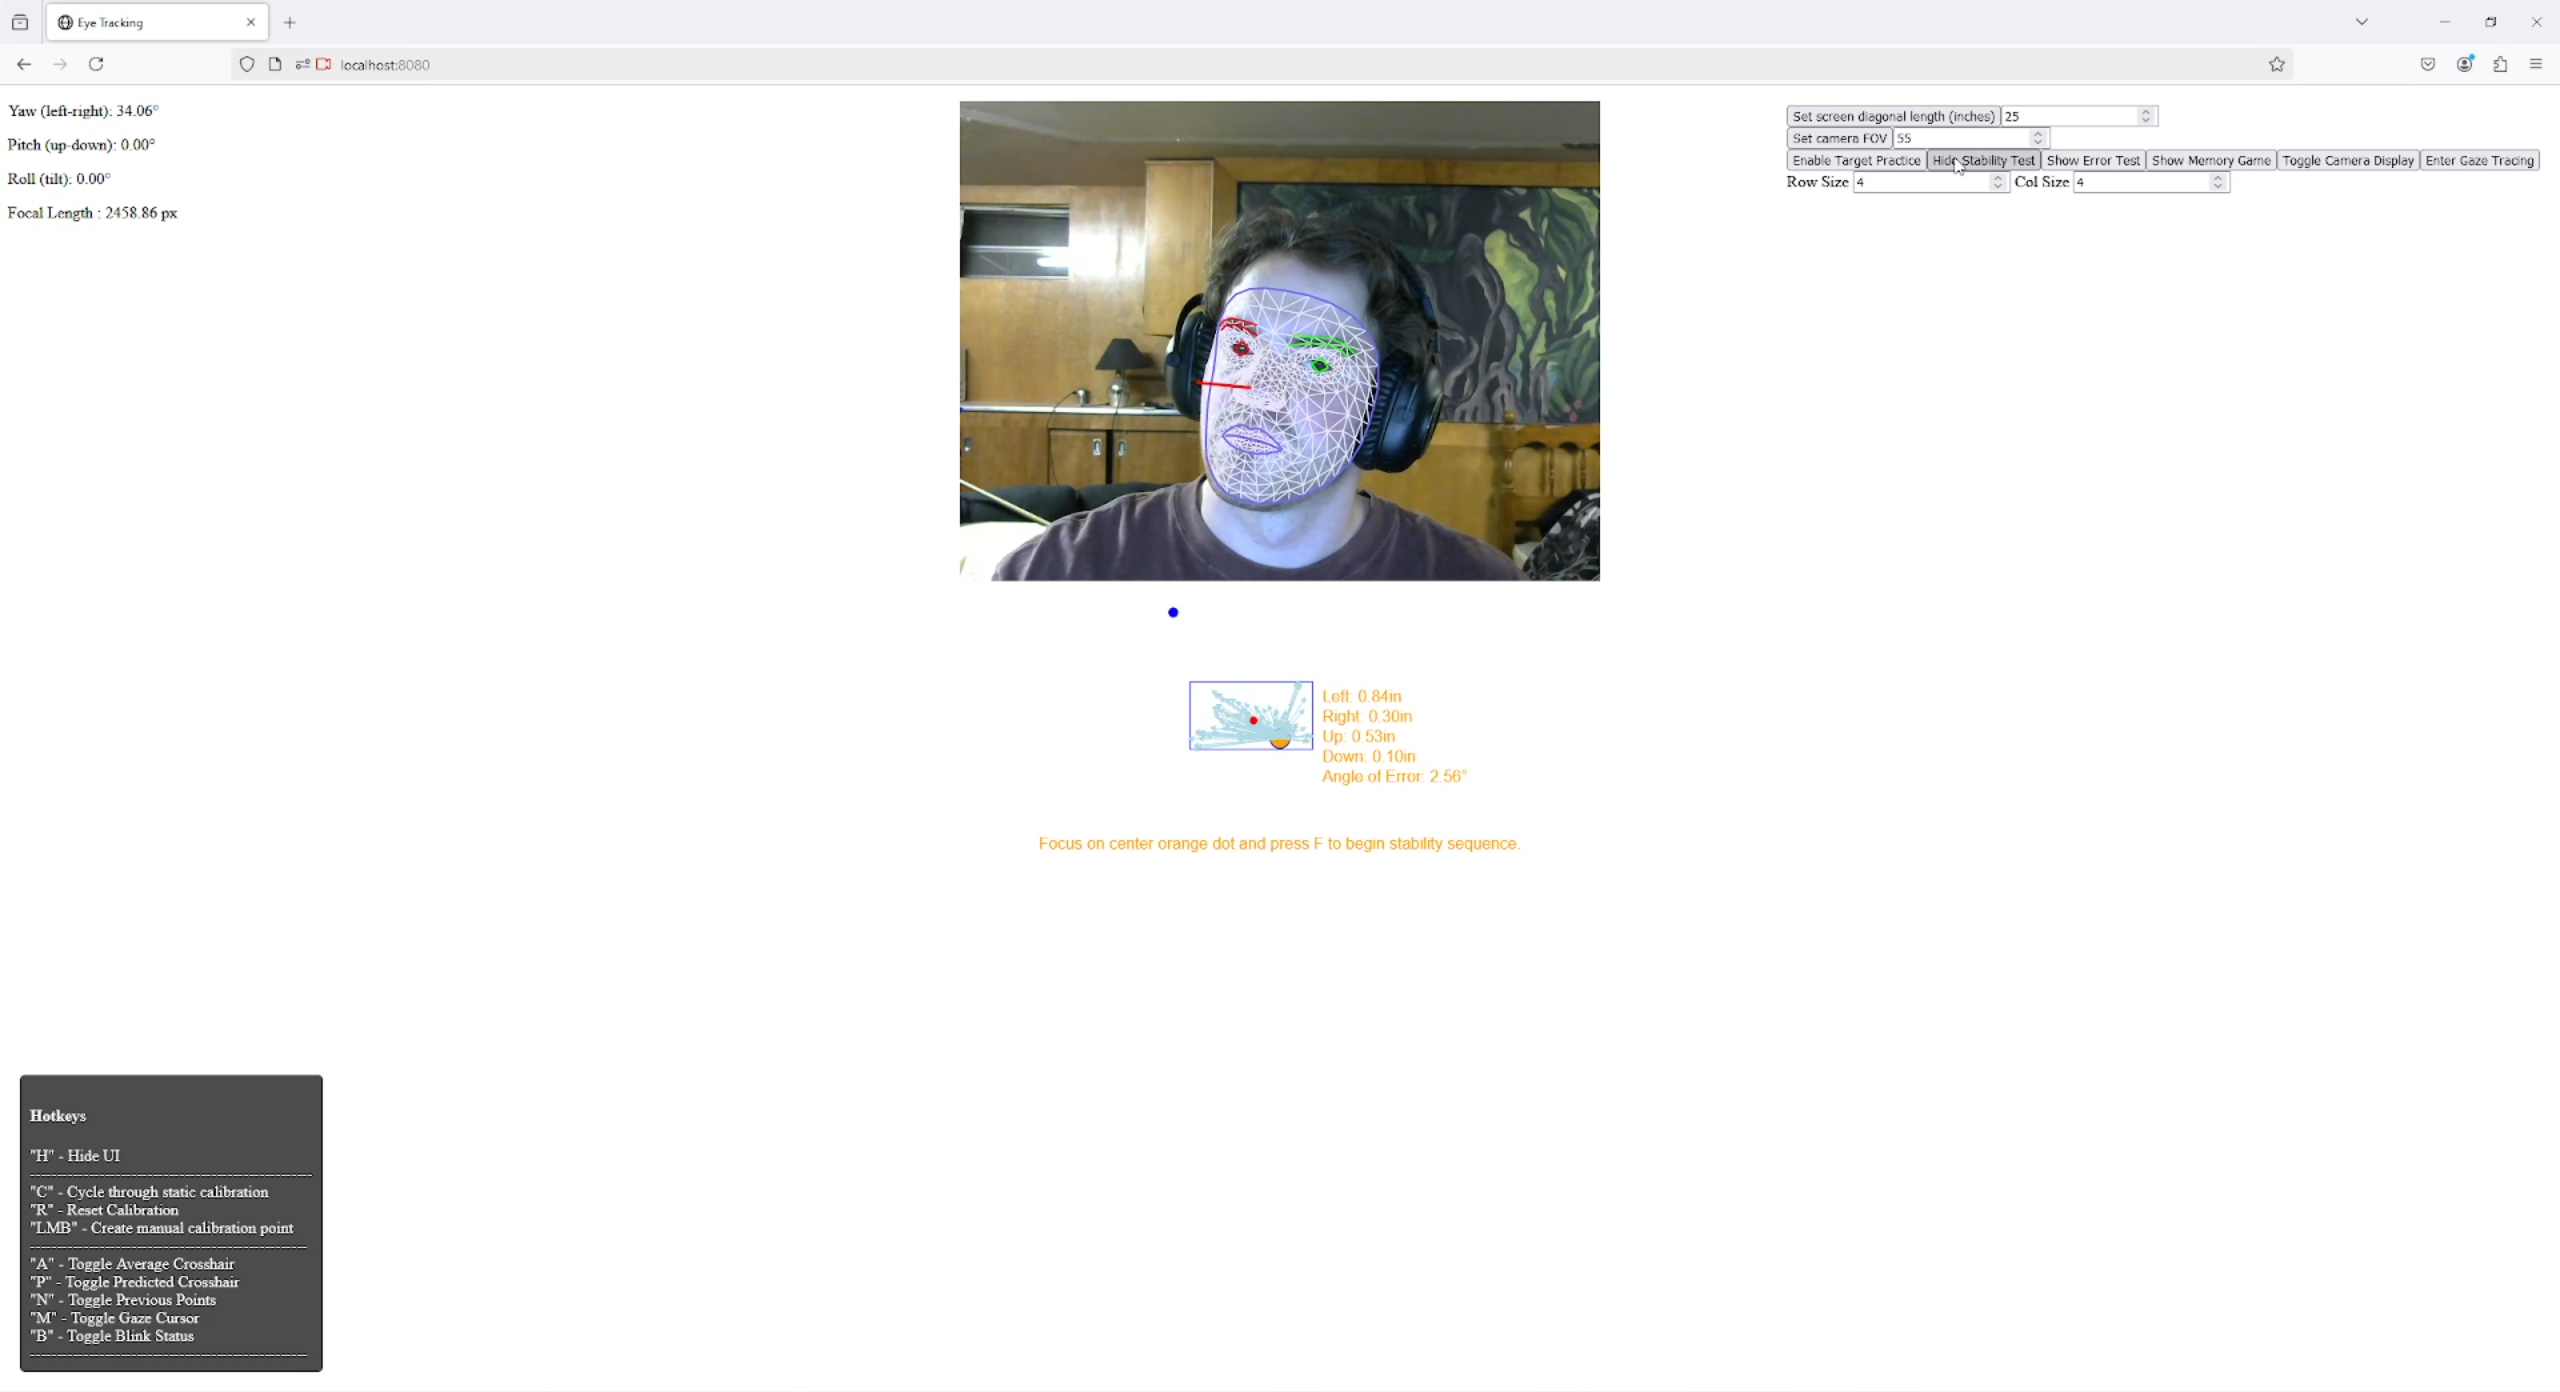 Eye Tracking
localhost:8080
Yaw (left-right): 34.06°
Pitch (up-down): 0.00°
Roll (tilt): 0.00°
Focal Length : 2458.86 px
Set screen diagonal length (inches) 25
Set camera FOV 55
Enable Target Practice Hide Stability Test Show Error Test Show Memory Game Toggle Camera Display Enter Gaze Tracing
Row Size 4 Col Size 4
Left: 0.84in
Right: 0.30in
Up: 0.53in
Down: 0.10in
Angle of Error: 2.56°
Focus on center orange dot and press F to begin stability sequence.
Hotkeys
"H" - Hide UI
"C" - Cycle through static calibration
"R" - Reset Calibration
"LMB" - Create manual calibration point
"A" - Toggle Average Crosshair
"P" - Toggle Predicted Crosshair
"N" - Toggle Previous Points
"M" - Toggle Gaze Cursor
"B" - Toggle Blink Status